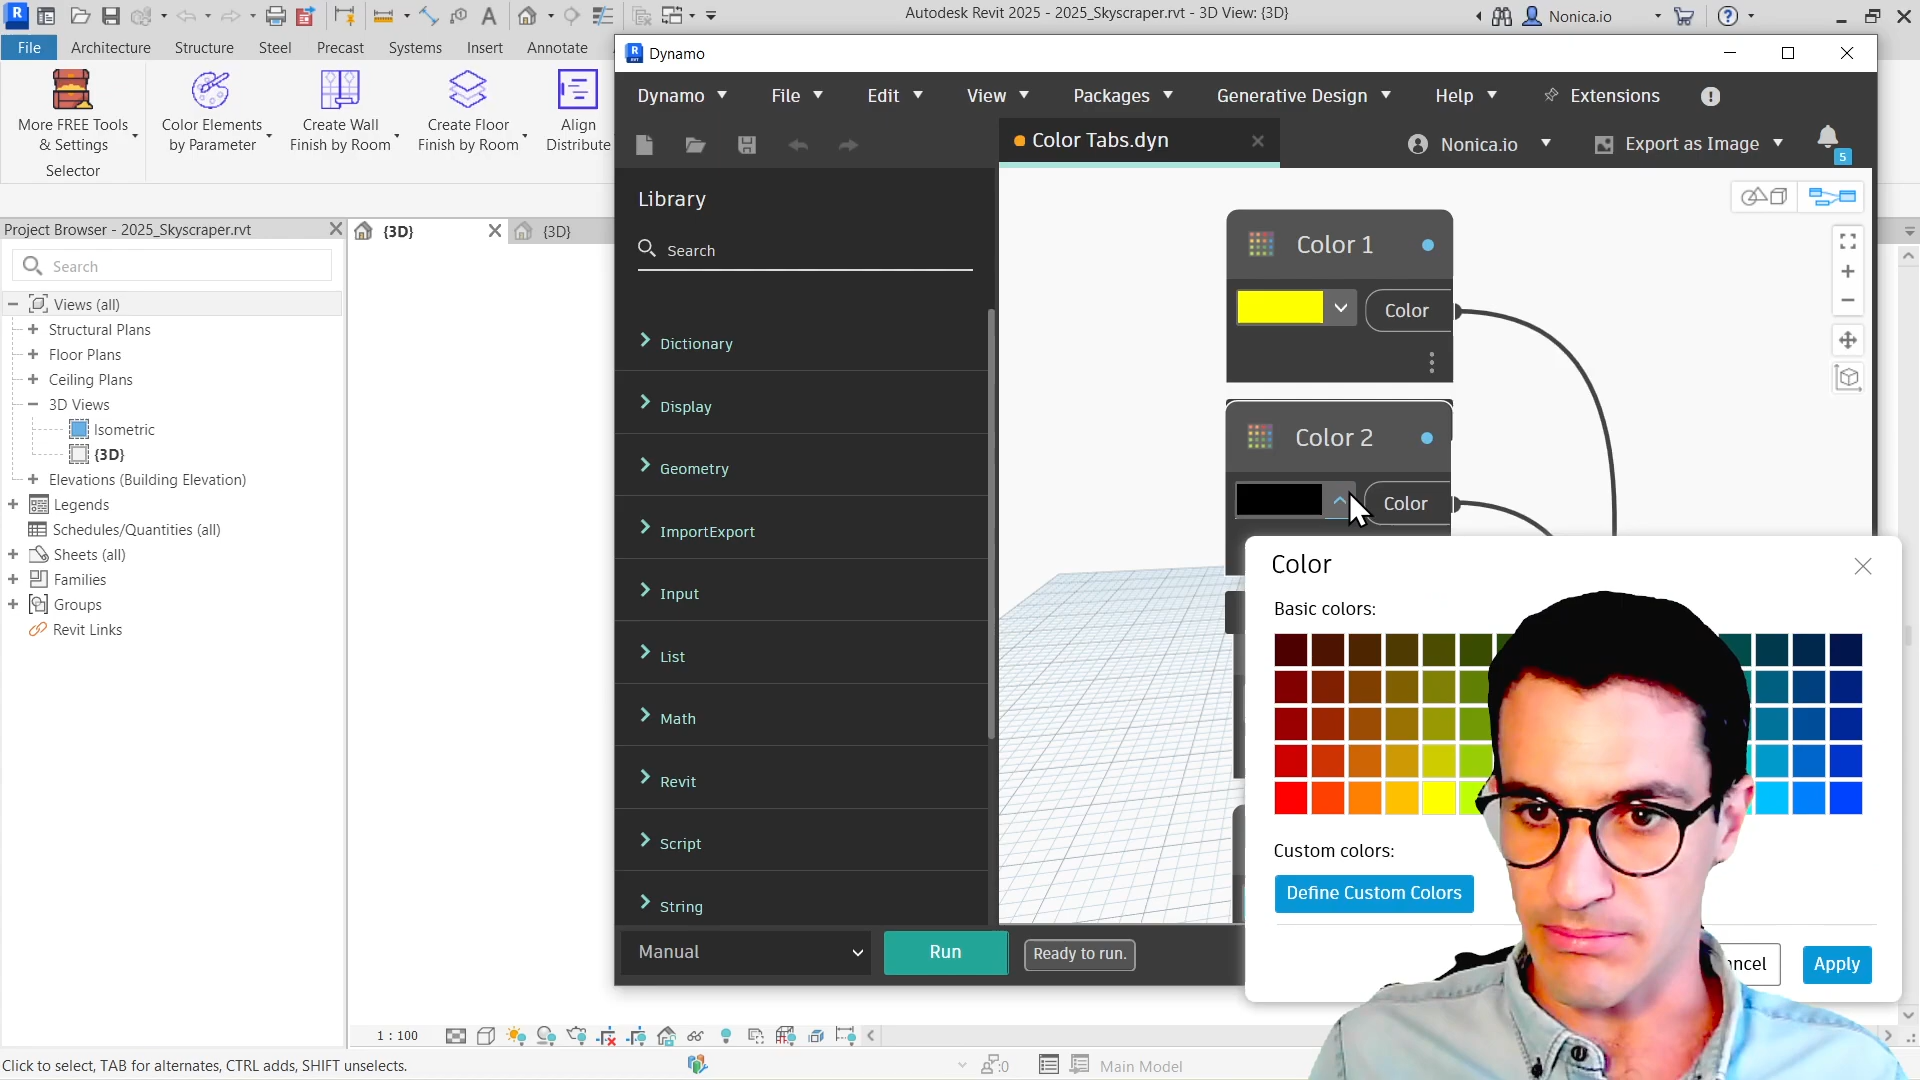 Autodesk Revit 2025 - 2025_Skyscraper.rvt - 3D View: {3D}
Nonica.io
File
Architecture
Structure
Steel
Precast
Systems
Insert
Annotate
More FREE Tools
& Settings
Selector
Color Elements
by Parameter
Create Wall
Finish by Room
Create Floor
Finish by Room
Align
Distribute
Project Browser - 2025_Skyscraper.rvt
Search
Views (all)
Structural Plans
Floor Plans
Ceiling Plans
3D Views
Isometric
{3D}
Elevations (Building Elevation)
Legends
Schedules/Quantities (all)
Sheets (all)
Families
Groups
Revit Links
{3D}
{3D}
Dynamo
Dynamo
File
Edit
View
Packages
Generative Design
Help
Extensions
Color Tabs.dyn
Nonica.io
Export as Image
5
Library
Search
Dictionary
Display
Geometry
ImportExport
Input
List
Math
Revit
Script
String
Color 1
Color
Color 2
Color
Color
Basic colors:
Custom colors:
Define Custom Colors
Apply
Manual
Run
Ready to run.
1 : 100
Click to select, TAB for alternates, CTRL adds, SHIFT unselects.
:0
Main Model